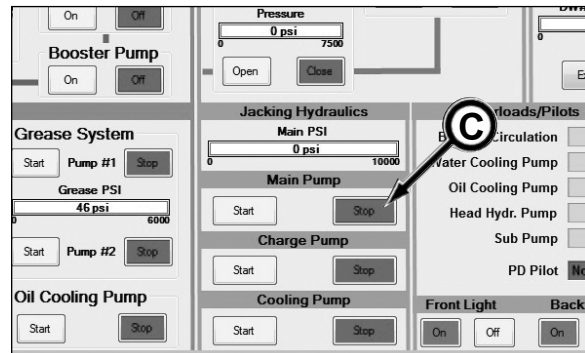 On Off
Booster Pump
On Off
Grease System
Start Pump #1 Stop
Grease PSI
46 psi
0 6000
Start Pump #2 Stop
Oil Cooling Pump
Start Stop
Pressure
0 psi
0 7500
Open Close
Jacking Hydraulics
Main PSI
0 psi
0 10000
Main Pump
Start Stop
Charge Pump
Start Stop
Cooling Pump
Start Stop
C
0
Circulation
Water Cooling Pump
Oil Cooling Pump
Head Hydr. Pump
Sub Pump
PD Pilot
Front Light Back
On Off On